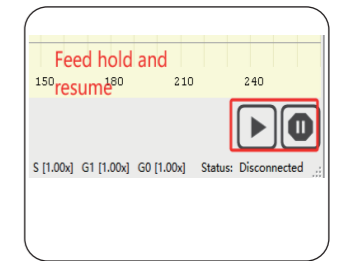 Feed hold and
resume
150 180 210 240
S [1.00x] G1 [1.00x] G0 [1.00x] Status: Disconnected